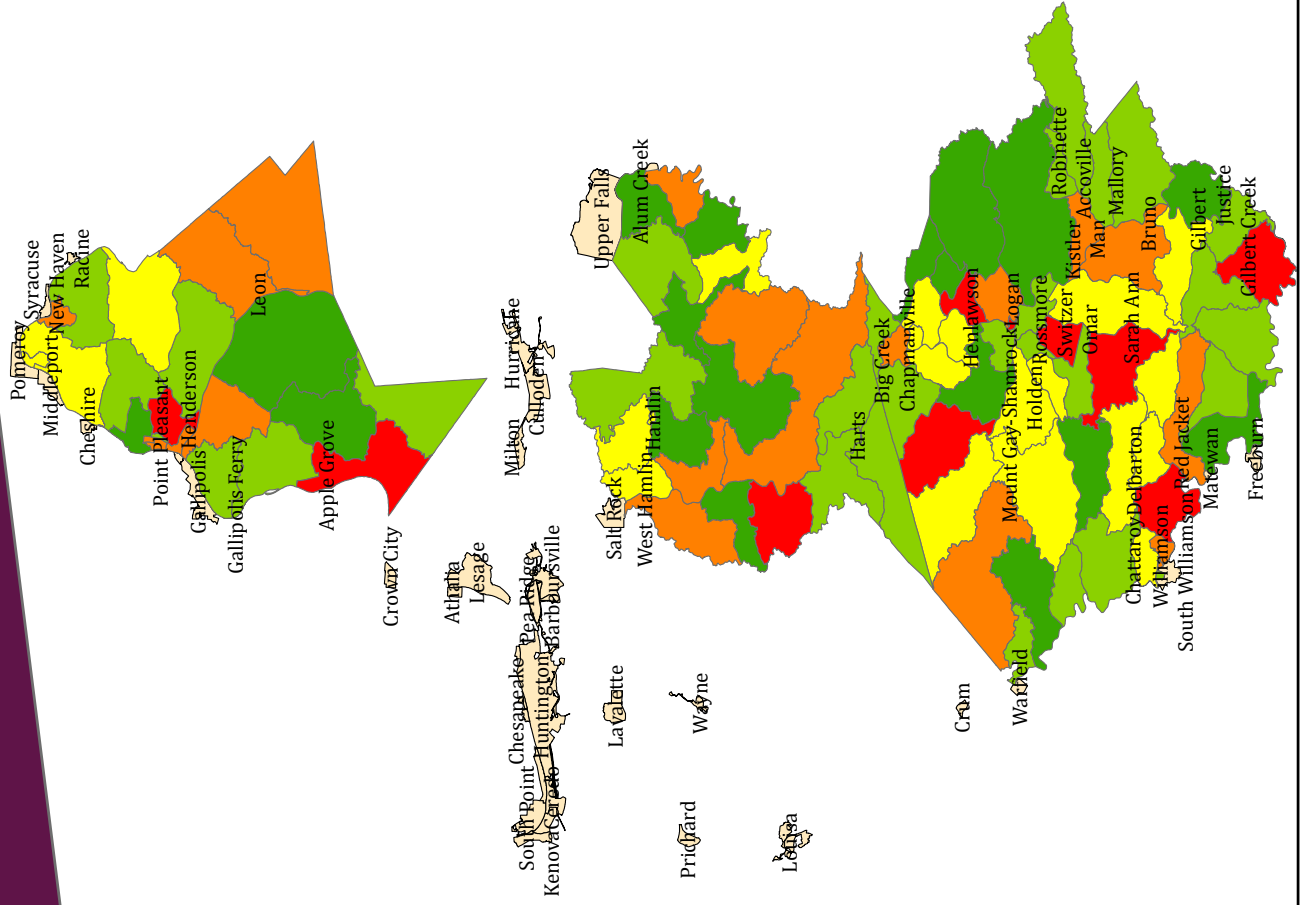 Pomeroy
Syracuse
Middleport
New Haven
Racine
Cheshire
Point Pleasant
Henderson
Gallipolis
Gallipolis Ferry
Leon
Apple Grove
Crown City
Athalia
Lesage
Milton
Hurricane
Culloden
South Point
Chesapeake
Pea Ridge
Kenova
Ceredo
Huntington
Barboursville
Upper Falls
Alum Creek
Salt Rock
West Hamlin
Hamlin
Lavalette
Prichard
Wayne
Louisa
Harts
Big Creek
Chapmanville
Crum
Henlawson
Warfield
Mount Gay-Shamrock
Logan
Holden
Rossmore
Robinette
Switzer
Kistler
Accoville
Omar
Man
Mallory
Chattaroy
Delbarton
Sarah Ann
Bruno
Williamson
South Williamson
Red Jacket
Gilbert
Matewan
Justice
Freeburn
Gilbert Creek